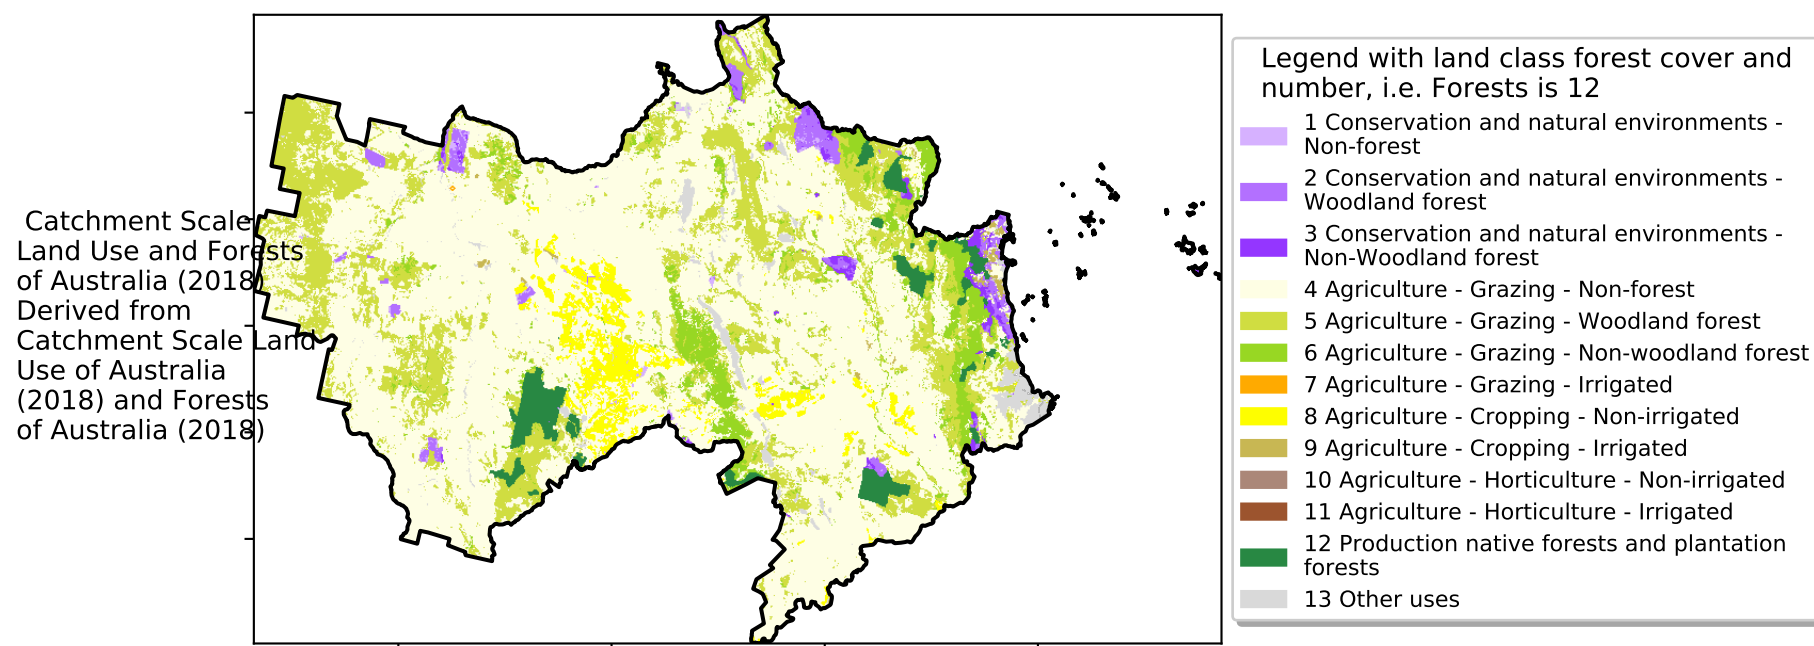 Catchment Scale
Land Use and Forests
of Australia (2018)
Derived from
Catchment Scale Land
Use of Australia
(2018) and Forests
of Australia (2018)
Legend with land class forest cover and
number, i.e. Forests is 12
1 Conservation and natural environments -
Non-forest
2 Conservation and natural environments -
Woodland forest
3 Conservation and natural environments -
Non-Woodland forest
4 Agriculture - Grazing - Non-forest
5 Agriculture - Grazing - Woodland forest
6 Agriculture - Grazing - Non-woodland forest
7 Agriculture - Grazing - Irrigated
8 Agriculture - Cropping - Non-irrigated
9 Agriculture - Cropping - Irrigated
10 Agriculture - Horticulture - Non-irrigated
11 Agriculture - Horticulture - Irrigated
12 Production native forests and plantation
forests
13 Other uses